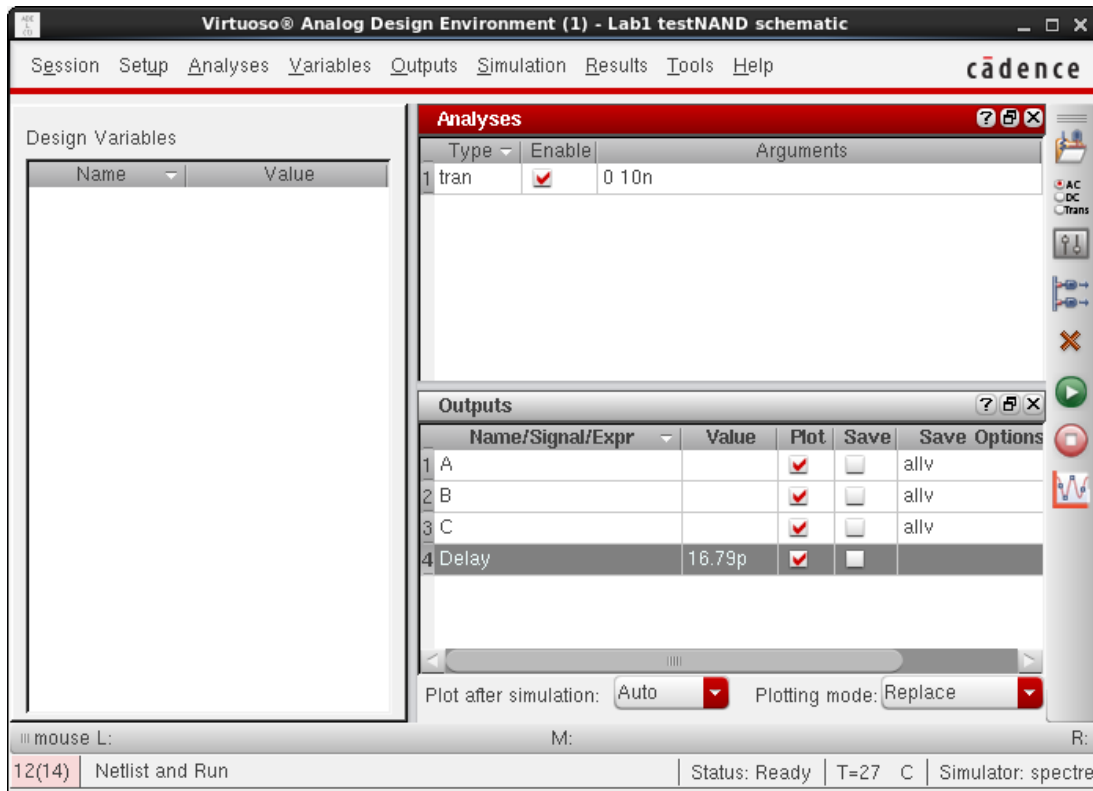 Virtuoso® Analog Design Environment (1) - Lab1 testNAND schematic
Session Setup Analyses Variables Outputs Simulation Results Tools Help cādence
Design Variables
Name Value
Analyses
Type Enable Arguments
1 tran 0 10n
AC
DC
Trans
Outputs
Name/Signal/Expr Value Plot Save Save Options
1 A allv
2 B allv
3 C allv
4 Delay 16.79p
Plot after simulation: Auto Plotting mode: Replace
mouse L: M: R:
12(14) Netlist and Run Status: Ready T=27 C Simulator: spectre